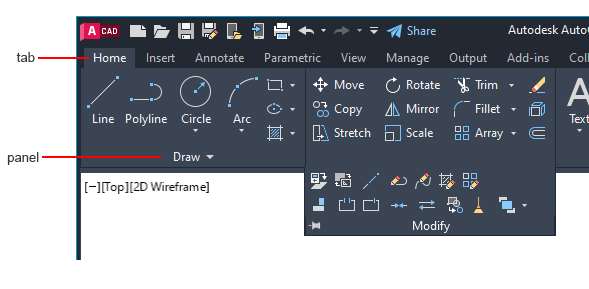 A CAD Share Autodesk Auto
tab Home Insert Annotate Parametric View Manage Output Add-ins Coll
Move Rotate Trim
Line Polyline Circle Arc Copy Mirror Fillet Text
Stretch Scale Array
panel Draw
[−][Top][2D Wireframe]
Modify